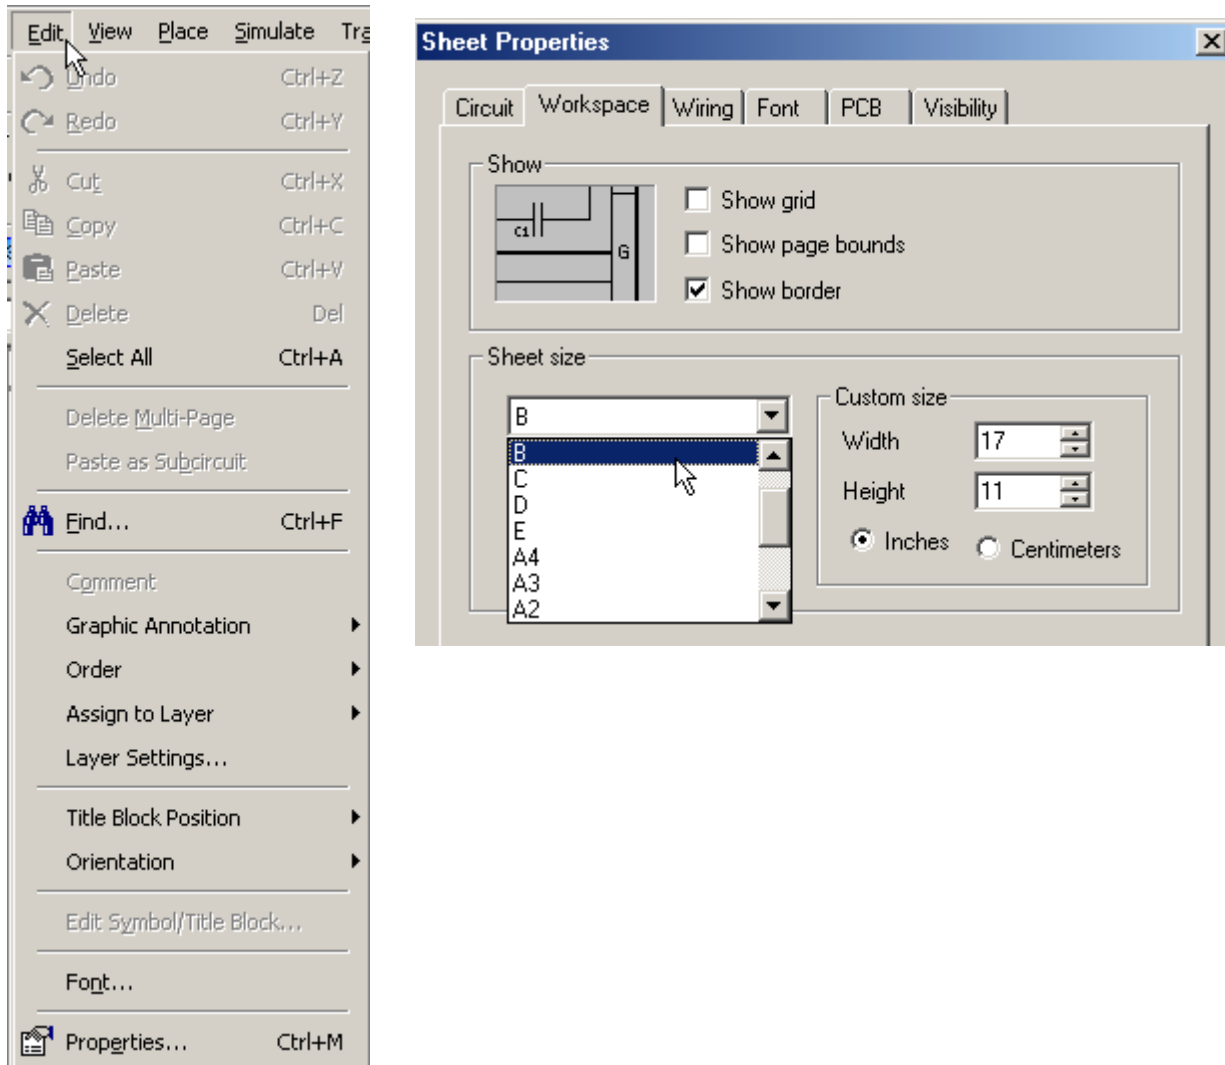 Edit View Place Simulate Tra
Undo Ctrl+Z
Redo Ctrl+Y
Cut Ctrl+X
Copy Ctrl+C
Paste Ctrl+V
Delete Del
Select All Ctrl+A
Delete Multi-Page
Paste as Subcircuit
Find... Ctrl+F
Comment
Graphic Annotation
Order
Assign to Layer
Layer Settings...
Title Block Position
Orientation
Edit Symbol/Title Block...
Font...
Properties... Ctrl+M
Sheet Properties
Circuit Workspace Wiring Font PCB Visibility
Show
C1
G
Show grid
Show page bounds
Show border
Sheet size
B
B
C
D
E
A4
A3
A2
Custom size
Width 17
Height 11
Inches Centimeters